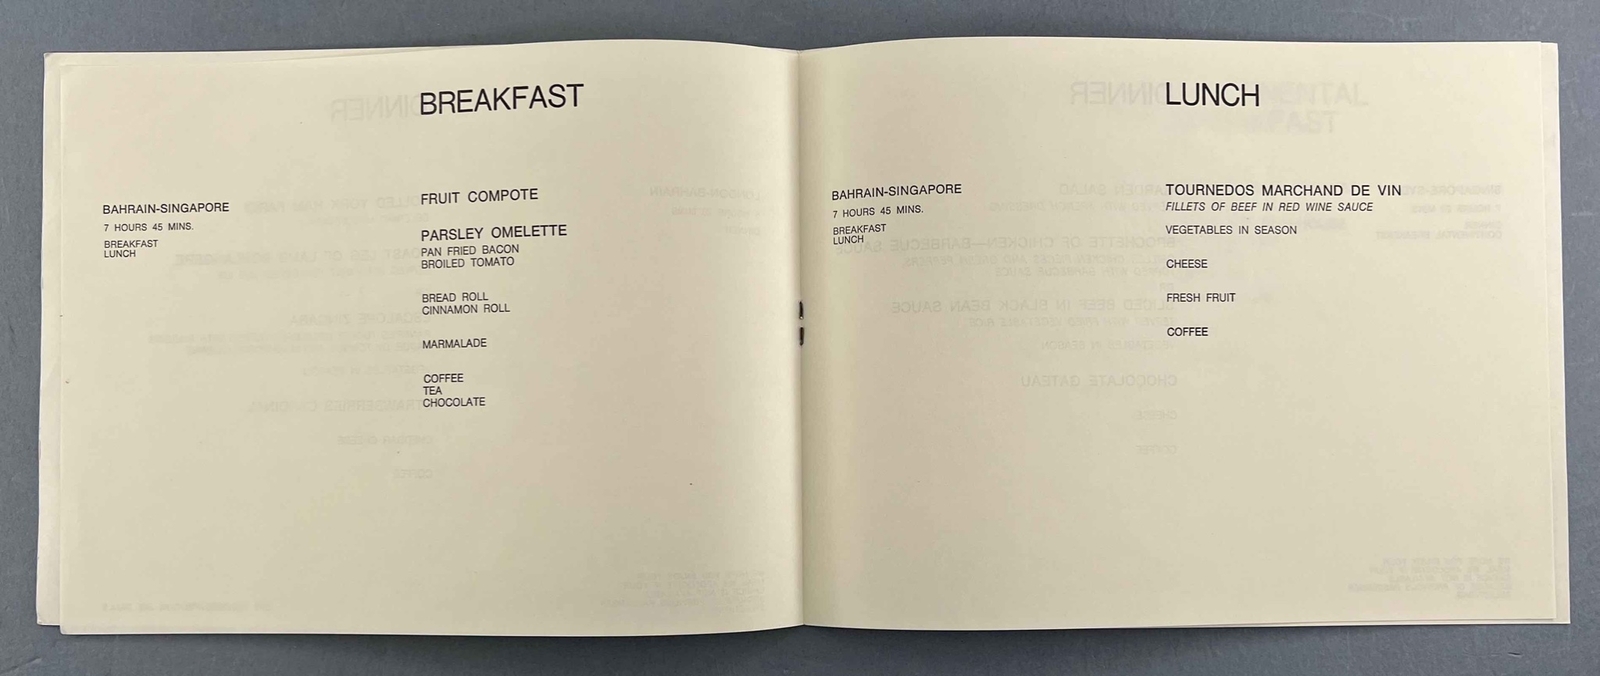 BREAKFAST
BAHRAIN-SINGAPORE
7 HOURS 45 MINS.
BREAKFAST
LUNCH
FRUIT COMPOTE
PARSLEY OMELETTE
PAN FRIED BACON
BROILED TOMATO
BREAD ROLL
CINNAMON ROLL
MARMALADE
COFFEE
TEA
CHOCOLATE
LUNCH
BAHRAIN-SINGAPORE
7 HOURS 45 MINS.
BREAKFAST
LUNCH
TOURNEDOS MARCHAND DE VIN
FILLETS OF BEEF IN RED WINE SAUCE
VEGETABLES IN SEASON
CHEESE
FRESH FRUIT
COFFEE